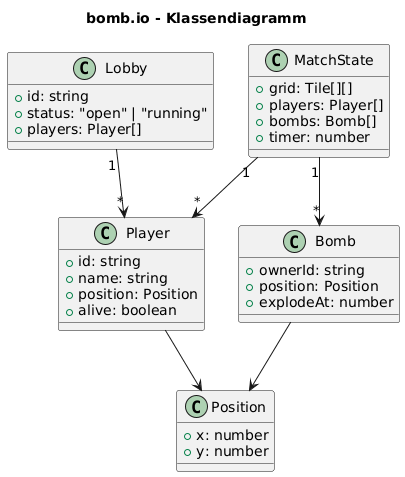 bomb.io - Klassendiagramm
C Lobby
id: string
status: "open" | "running"
players: Player[]
C MatchState
grid: Tile[][]
players: Player[]
bombs: Bomb[]
timer: number
1
1
1
*
*
*
C Player
id: string
name: string
position: Position
alive: boolean
C Bomb
ownerId: string
position: Position
explodeAt: number
C Position
x: number
y: number